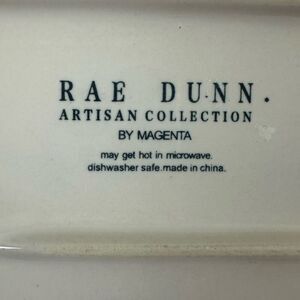 RAE DUNN.
ARTISAN COLLECTION
BY MAGENTA
may get hot in microwave.
dishwasher safe.made in china.